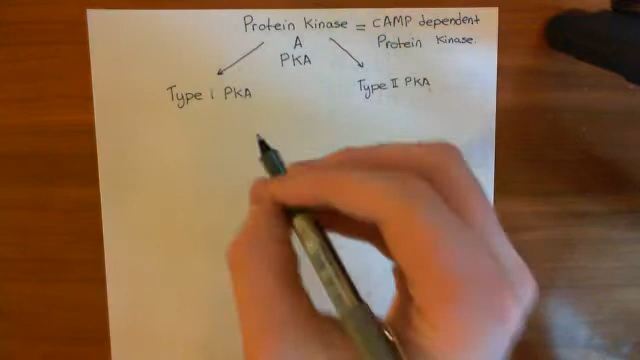 Protein Kinase = CAMP dependent
A Protein Kinase.
PKA
Type I PKA Type II PKA